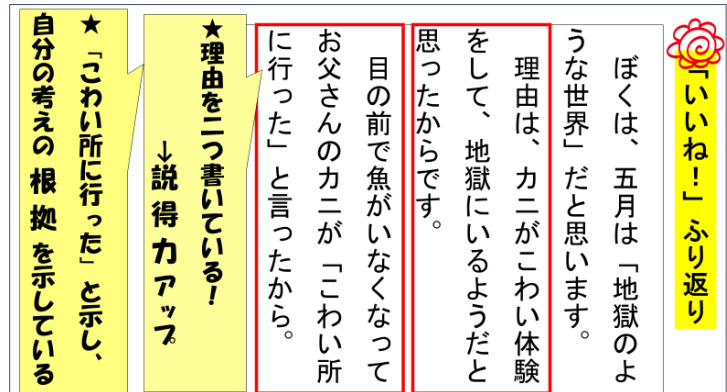 「いいね！」ふり返り
ぼくは、五月は「地獄のよ
うな世界」だと思います。
理由は、カニがこわい体験
をして、地獄にいるようだと
思ったからです。
目の前で魚がいなくなって
お父さんのカニが「こわい所
に行った」と言ったから。
★理由を二つ書いている！
→説得力アップ
★「こわい所に行った」と示し、
自分の考えの根拠を示している